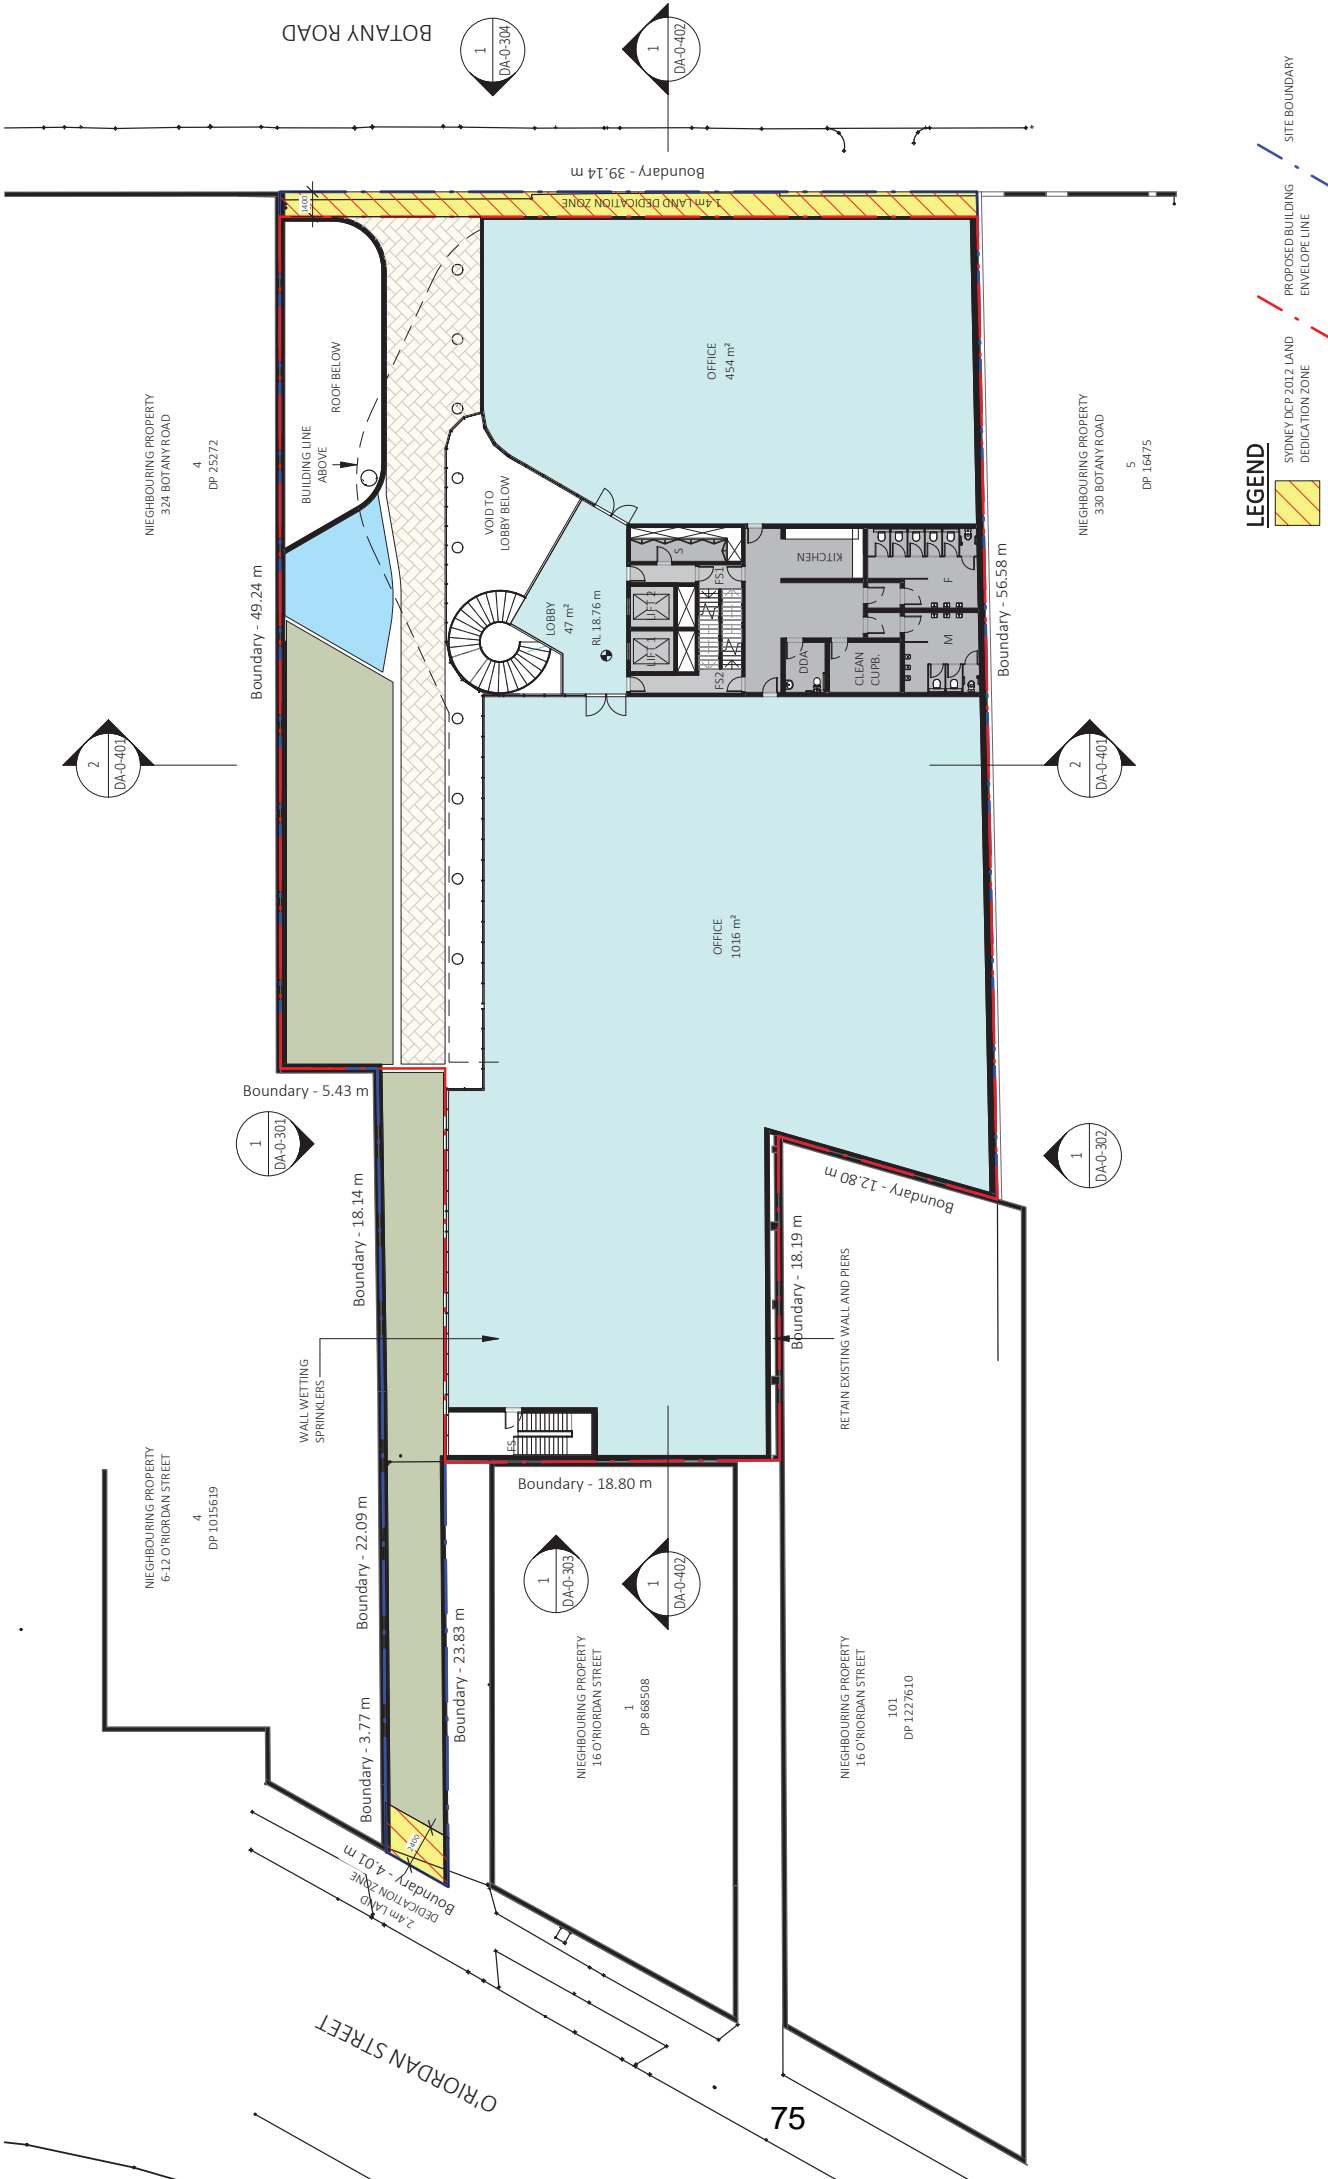 BOTANY ROAD
1
DA-0-304
1
DA-0-402
Boundary - 39.14 m
1.4m LAND DEDICATION ZONE
1400
NIEGHBOURING PROPERTY
324 BOTANY ROAD
4
DP 25272
BUILDING LINE
ABOVE
ROOF BELOW
OFFICE
454 m²
VOID TO
LOBBY BELOW
LOBBY
47 m²
RL 18.76 m
S
FS1
LIFT 2
LIFT 1
FS2
KITCHEN
DDA
CLEAN
CUPB.
F
M
Boundary - 49.24 m
Boundary - 56.58 m
NIEGHBOURING PROPERTY
330 BOTANY ROAD
5
DP 16475
LEGEND
SYDNEY DCP 2012 LAND
DEDICATION ZONE
PROPOSED BUILDING
ENVELOPE LINE
SITE BOUNDARY
2
DA-0-401
2
DA-0-401
OFFICE
1016 m²
Boundary - 5.43 m
1
DA-0-301
1
DA-0-302
Boundary - 12.80 m
Boundary - 18.14 m
Boundary - 18.19 m
WALL WETTING
SPRINKLERS
RETAIN EXISTING WALL AND PIERS
FS
Boundary - 18.80 m
NIEGHBOURING PROPERTY
6-12 O'RIORDAN STREET
4
DP 1015619
Boundary - 22.09 m
Boundary - 23.83 m
Boundary - 3.77 m
1
DA-0-303
1
DA-0-402
NIEGHBOURING PROPERTY
16 O'RIORDAN STREET
1
DP 868508
NIEGHBOURING PROPERTY
16 O'RIORDAN STREET
101
DP 1227610
2400
Boundary - 4.01 m
2.4m LAND
DEDICATION ZONE
O'RIORDAN STREET
75